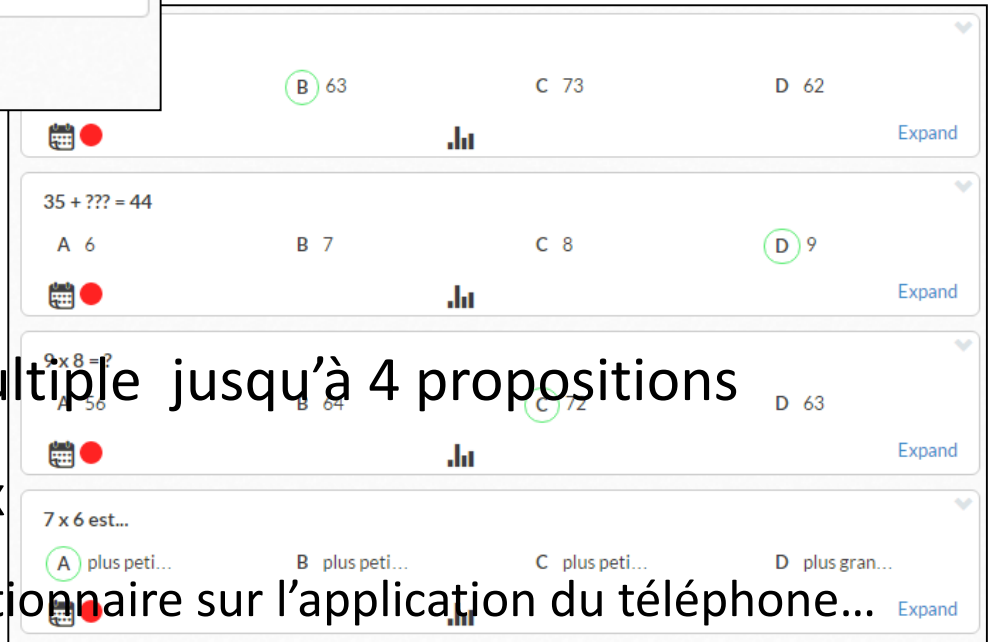 B 63 C 73 D 62
Expand
35 + ??? = 44
A 6 B 7 C 8 D 9
Expand
9 x 8 = ?
ultiple jusqu’à 4 propositions
A 56 B 64 C 72 D 63
Expand
7 x 6 est...
A plus peti... B plus peti... C plus peti... D plus gran...
tionnaire sur l’application du téléphone...
Expand